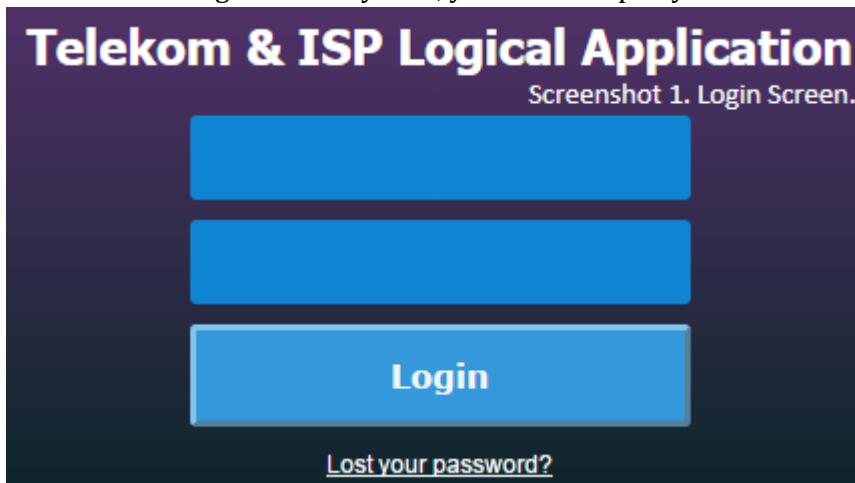 Telekom & ISP Logical Application
Screenshot 1. Login Screen.
Login
Lost your password?